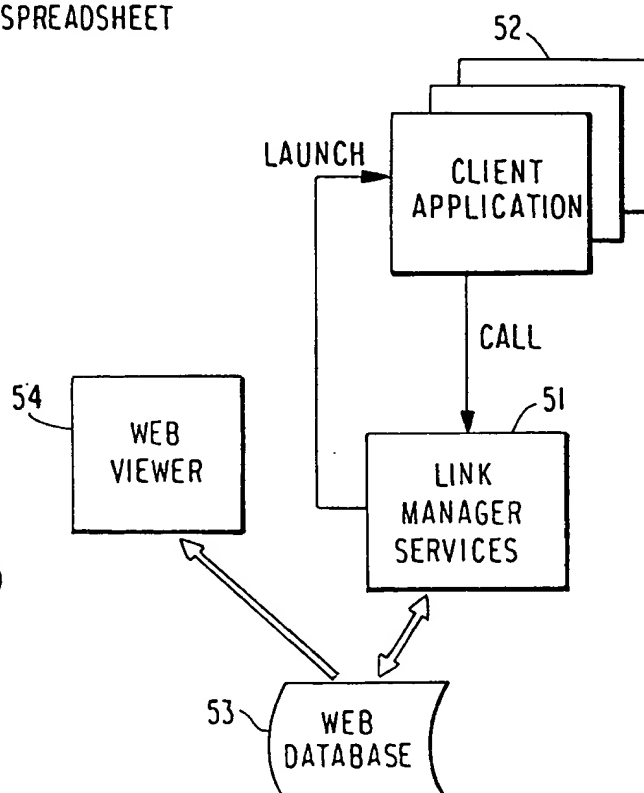 SPREADSHEET
52
LAUNCH
CLIENT
APPLICATION
CALL
54
51
WEB
VIEWER
LINK
MANAGER
SERVICES
53
WEB
DATABASE